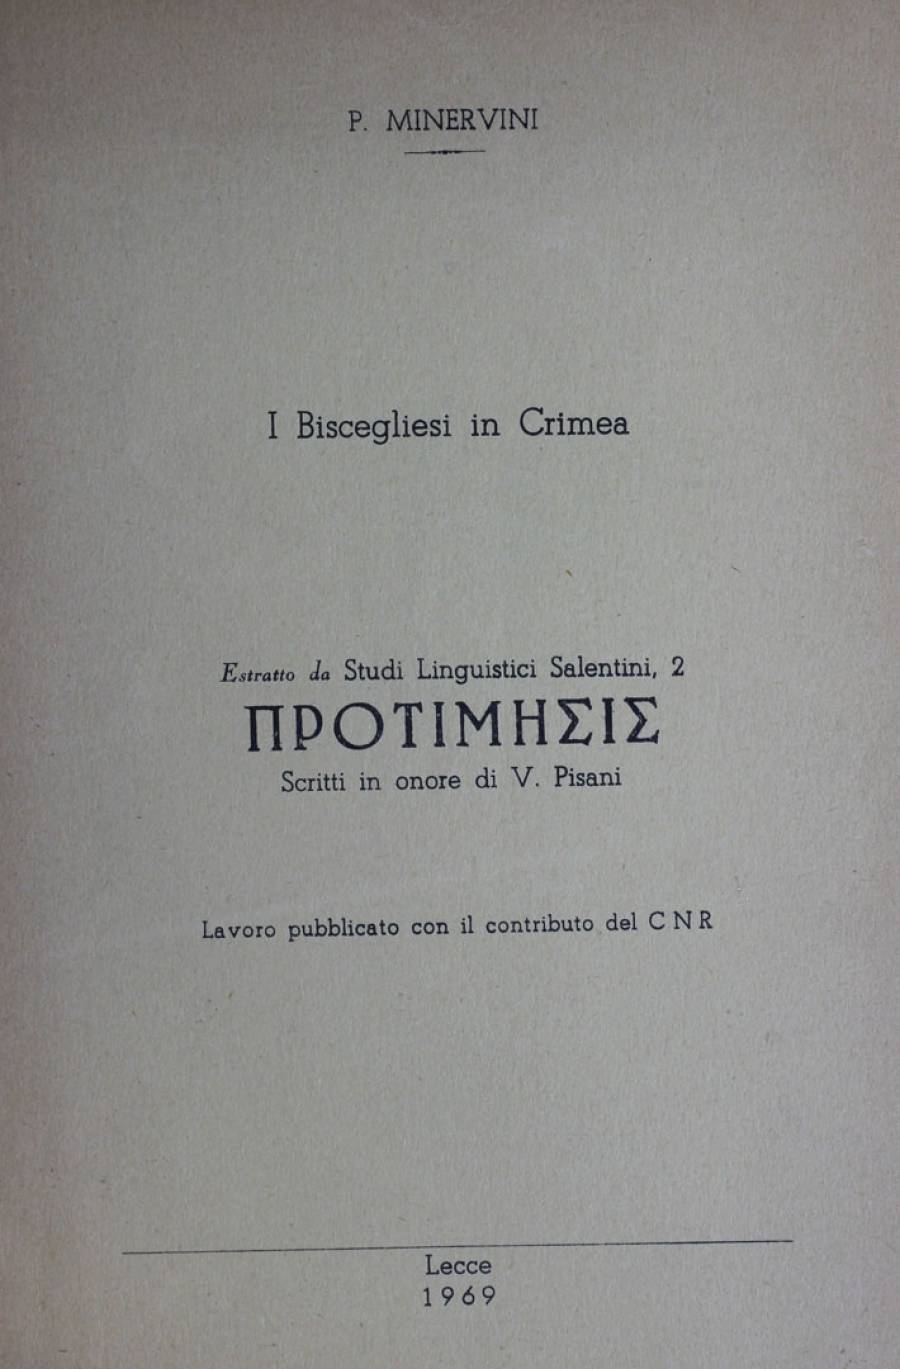 P. MINERVINI
I Biscegliesi in Crimea
Estratto da Studi Linguistici Salentini, 2
ΠΡΟΤΙΜΗΣΙΣ
Scritti in onore di V. Pisani
Lavoro pubblicato con il contributo del C N R
Lecce
1969